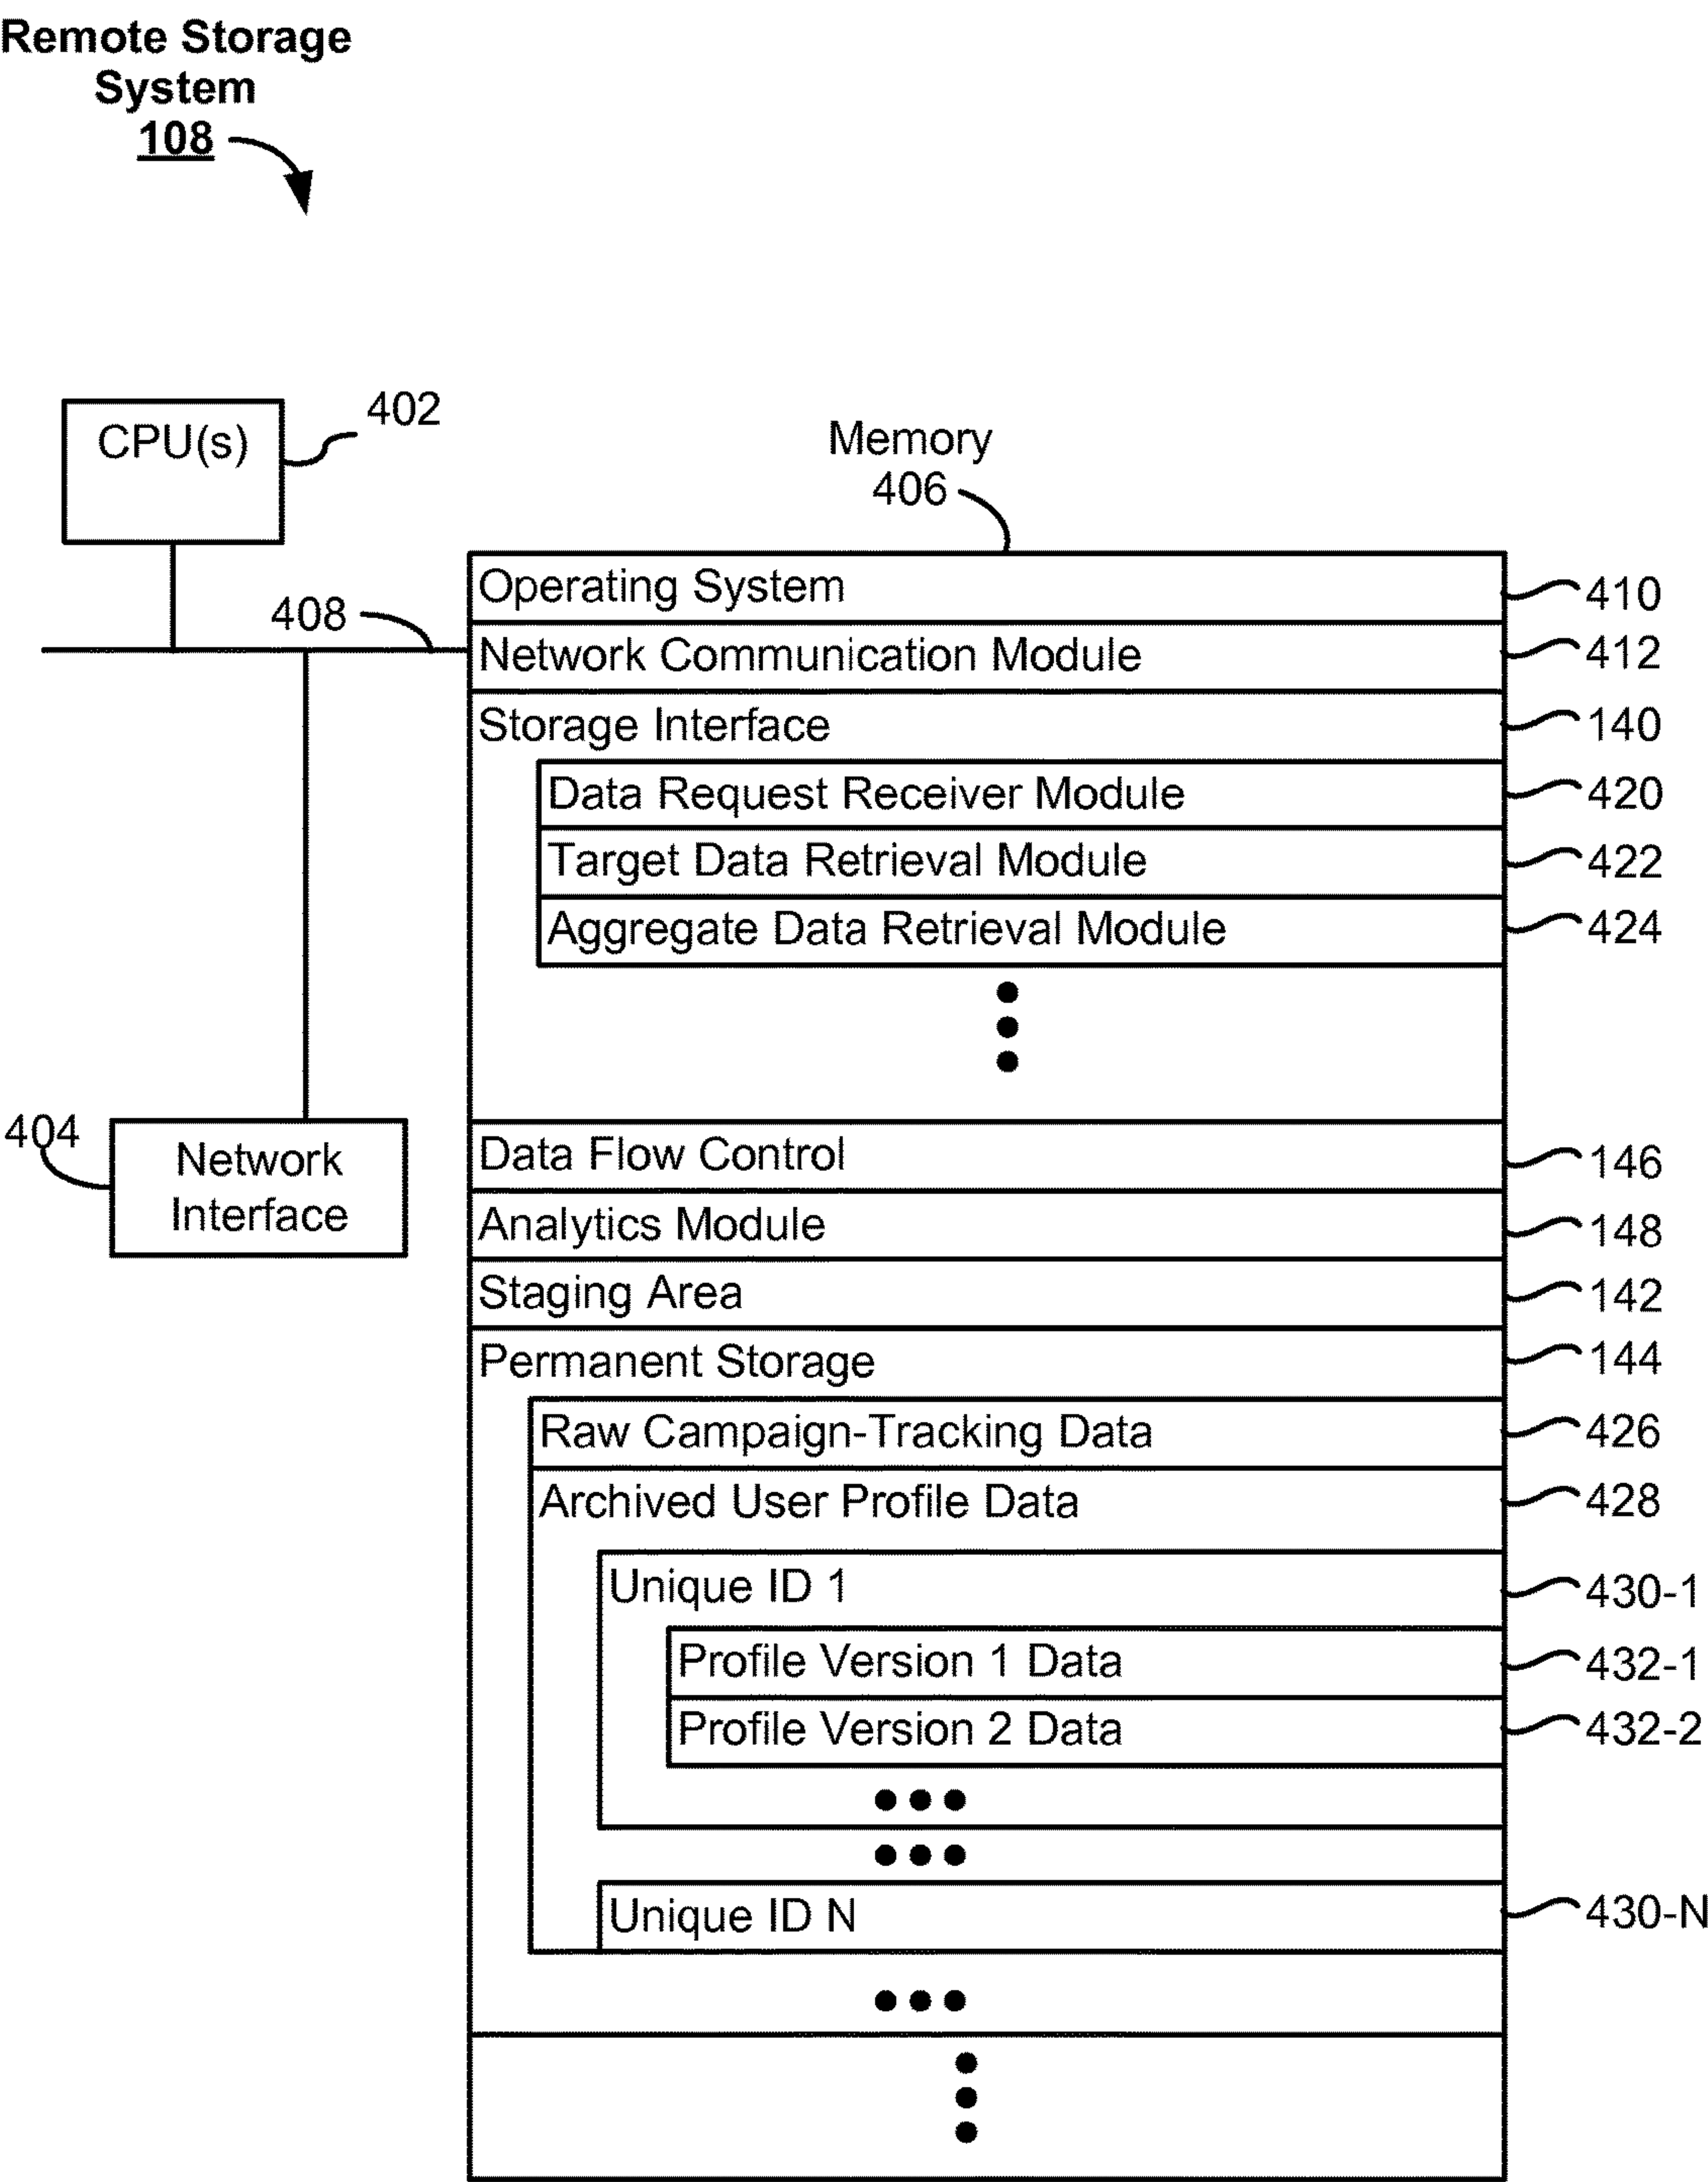 Remote Storage
System
108
CPU(s)
402
Memory
406
408
Operating System
410
Network Communication Module
412
Storage Interface
140
Data Request Receiver Module
420
Target Data Retrieval Module
422
Aggregate Data Retrieval Module
424
404
Network
Interface
Data Flow Control
146
Analytics Module
148
Staging Area
142
Permanent Storage
144
Raw Campaign-Tracking Data
426
Archived User Profile Data
428
Unique ID 1
430-1
Profile Version 1 Data
432-1
Profile Version 2 Data
432-2
Unique ID N
430-N